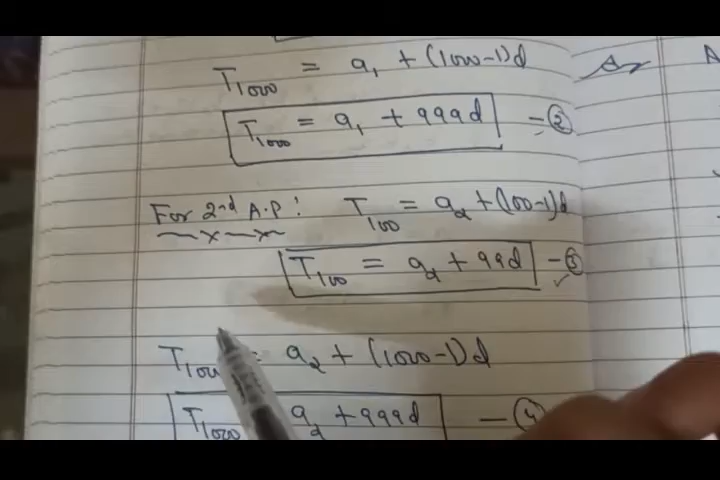 T₁₀₀₀ = a₁ + (1000-1)d
T₁₀₀₀ = a₁ + 999d - ②
For 2nd A.P: T₁₀₀ = a₂ + (100-1)d
T₁₀₀ = a₂ + 99d - ③
T₁₀₀₀ = a₂ + (1000-1)d
T₁₀₀₀ a₂ + 999d - ④